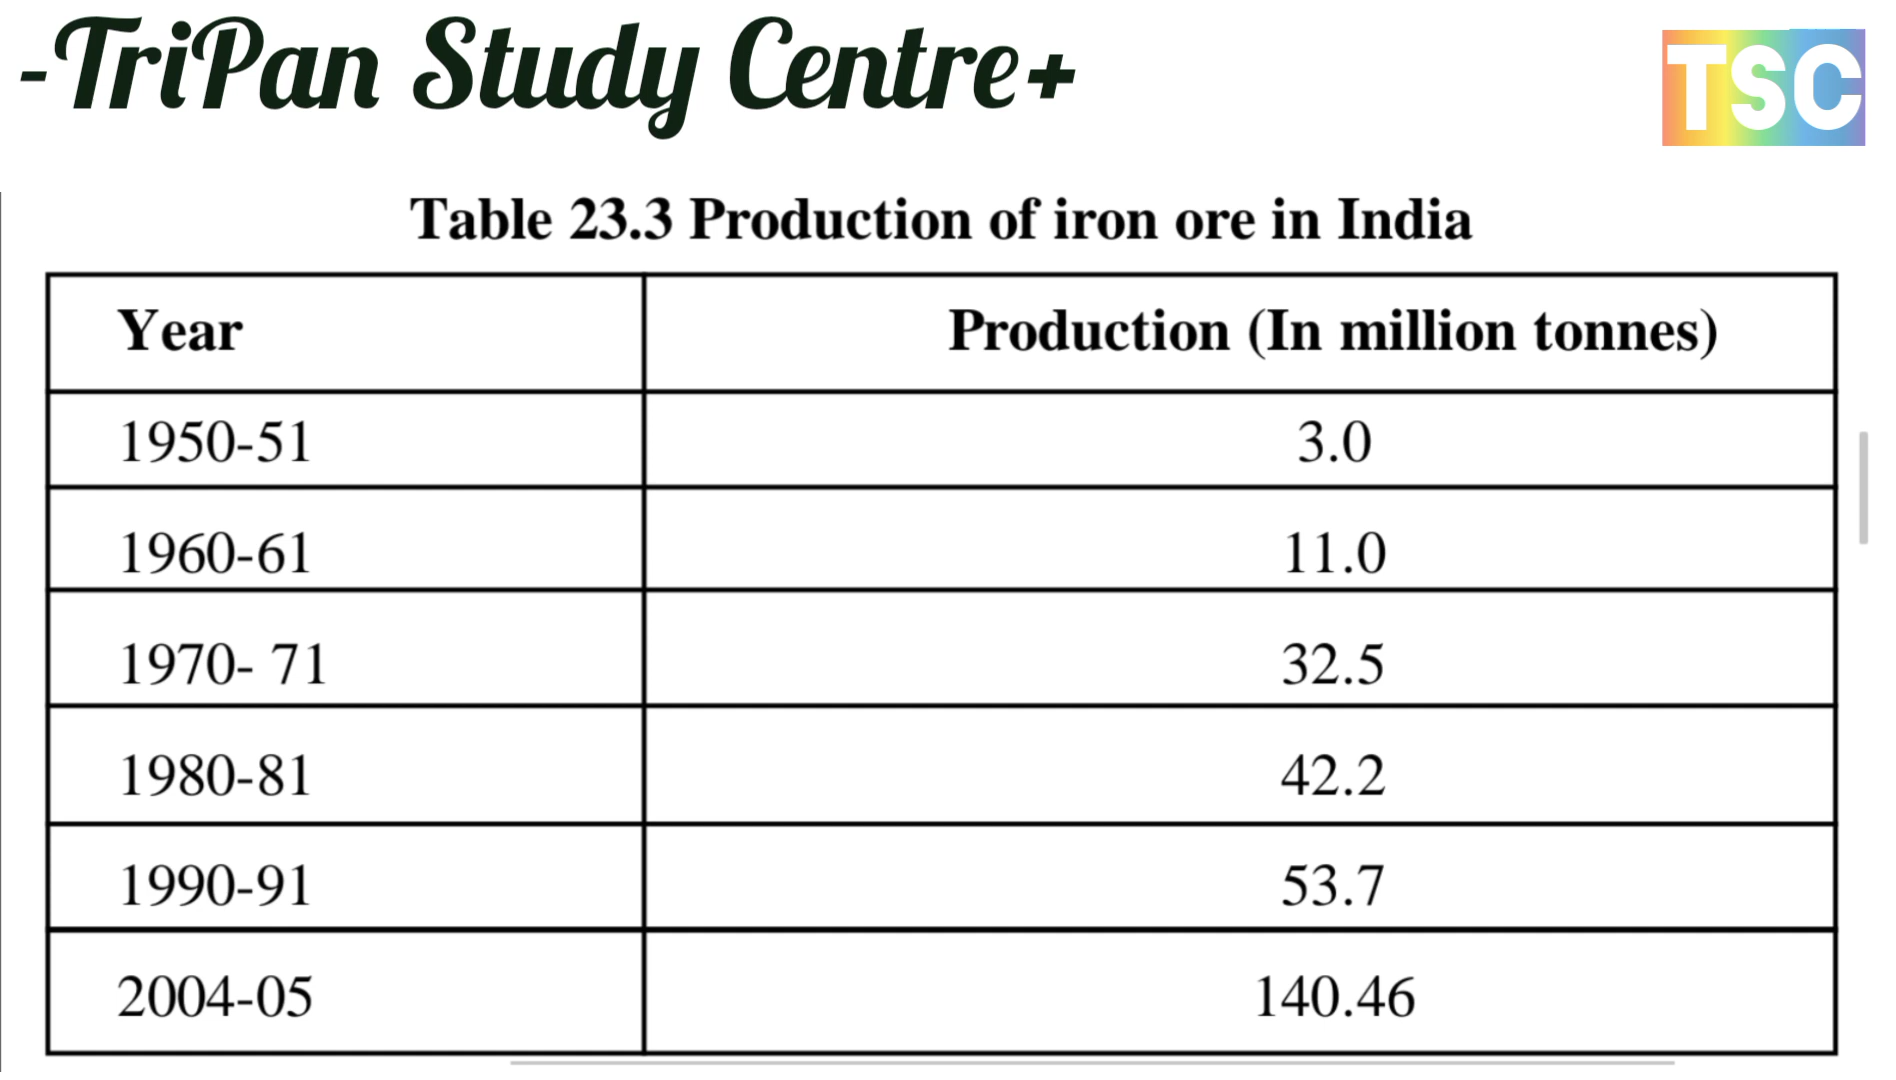 -TriPan Study Centre+
TSC
Table 23.3 Production of iron ore in India
Year Production (In million tonnes)
1950-51 3.0
1960-61 11.0
1970- 71 32.5
1980-81 42.2
1990-91 53.7
2004-05 140.46